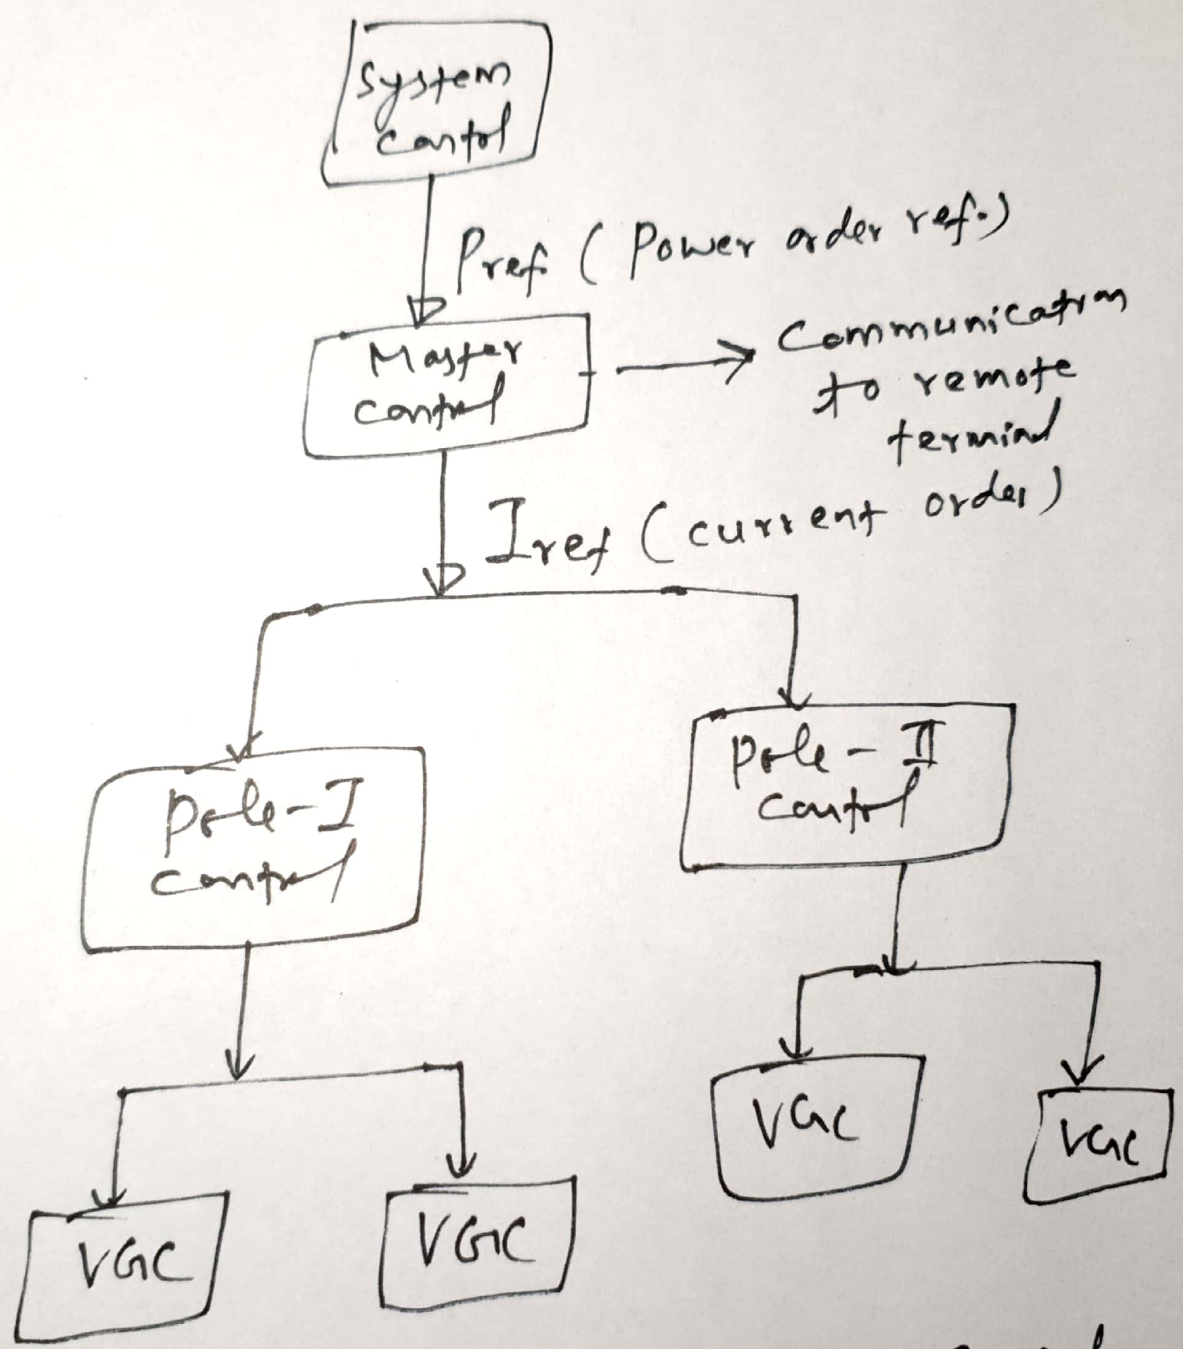 System
Control
Pref. (Power order ref.)
Master
control
Communication
to remote
terminal
Iref (current order)
Pole-I
control
Pole-II
control
VGC
VGC
VGC
VGC